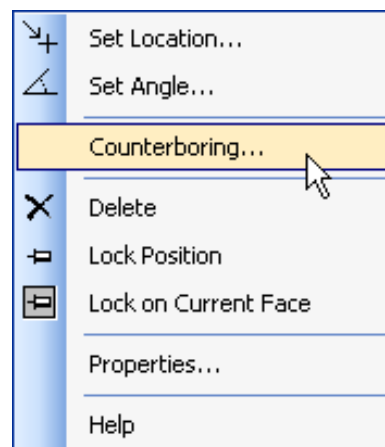 Set Location...
Set Angle...
Counterboring...
Delete
Lock Position
Lock on Current Face
Properties...
Help